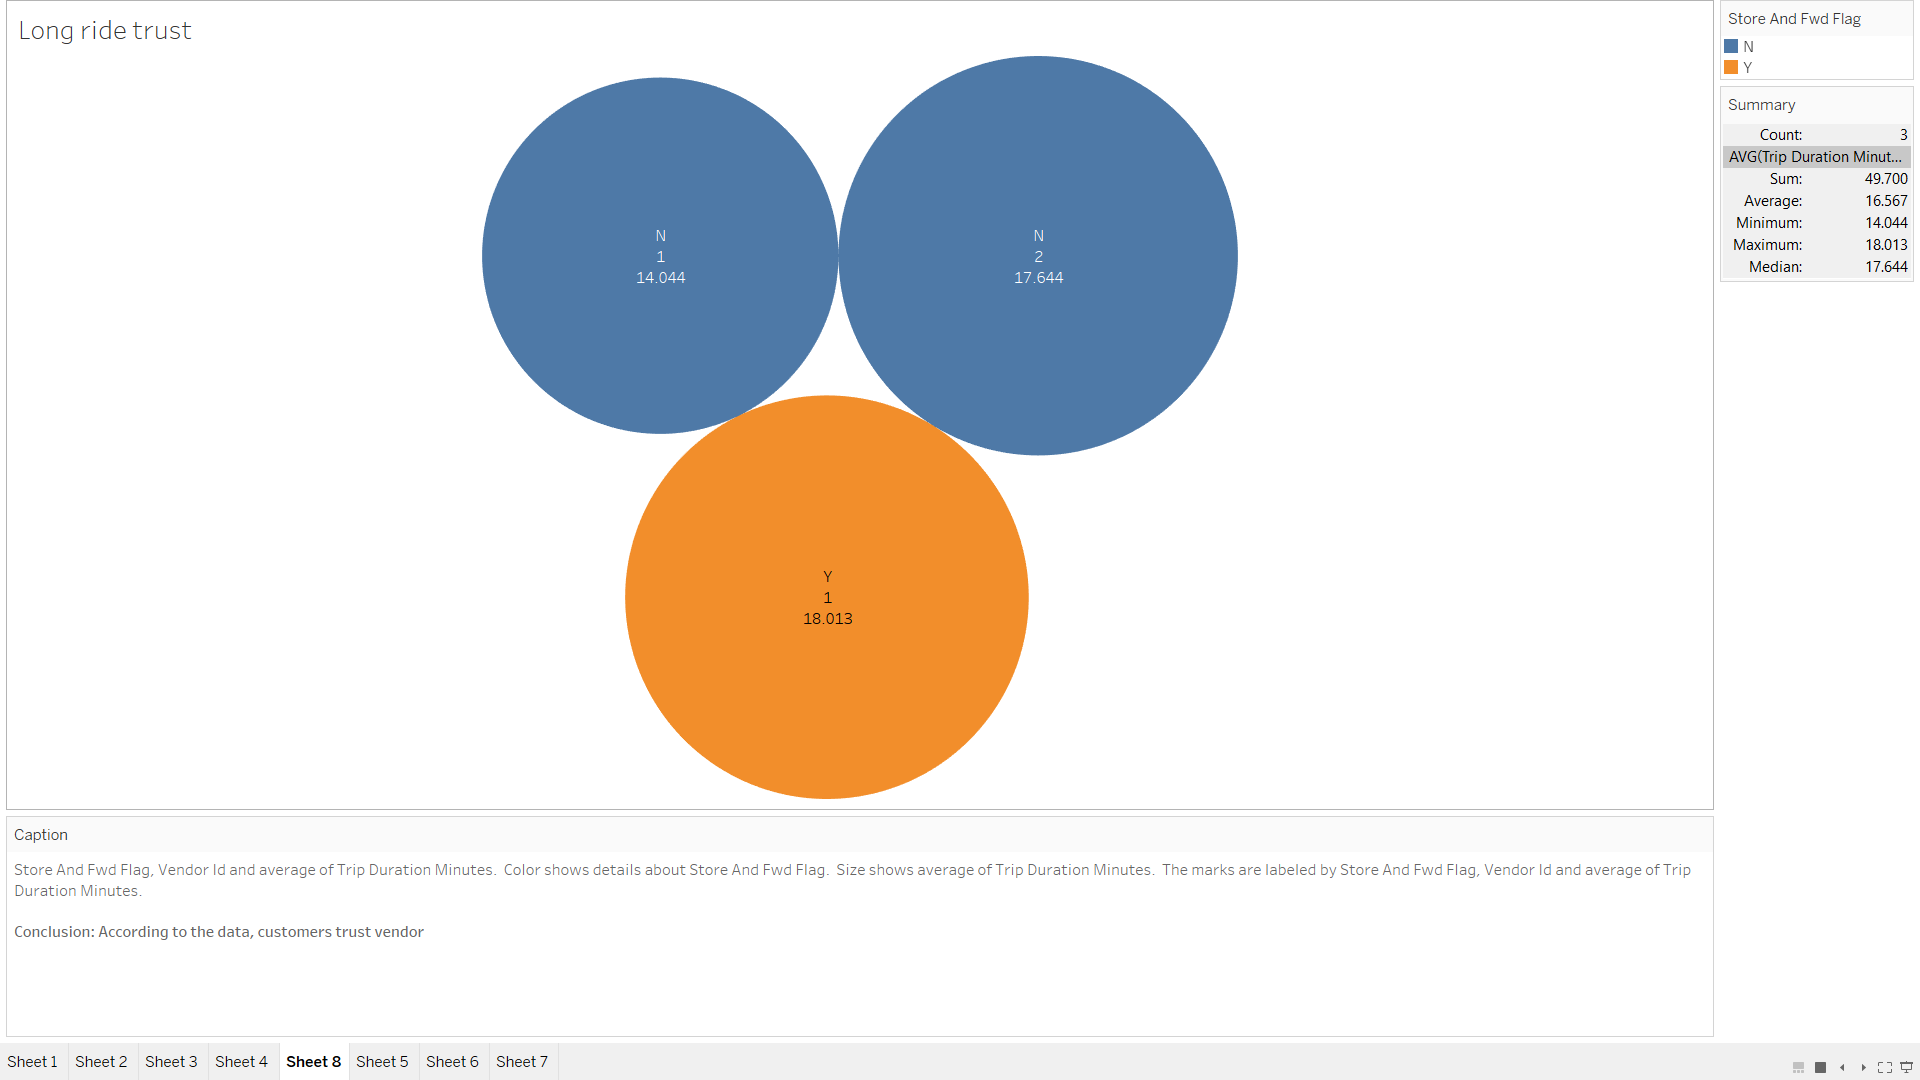 Long ride trust
N
1
14.044
N
2
17.644
Y
1
18.013
Store And Fwd Flag
N
Y
Summary
Count: 3
AVG(Trip Duration Minut...
Sum: 49.700
Average: 16.567
Minimum: 14.044
Maximum: 18.013
Median: 17.644
Caption
Store And Fwd Flag, Vendor Id and average of Trip Duration Minutes.  Color shows details about Store And Fwd Flag.  Size shows average of Trip Duration Minutes.  The marks are labeled by Store And Fwd Flag, Vendor Id and average of Trip
Duration Minutes.
Conclusion: According to the data, customers trust vendor
Sheet 1 Sheet 2 Sheet 3 Sheet 4 Sheet 8 Sheet 5 Sheet 6 Sheet 7